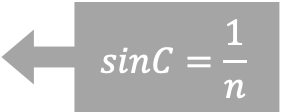 sinC = 1/n